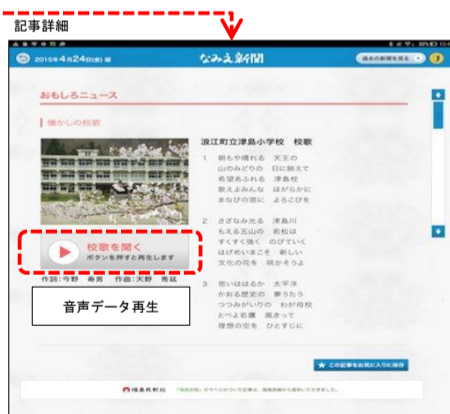 記事詳細
2015年4月24日(金)
なみえ新聞
過去の新聞を見る
おもしろニュース
懐かしの校歌
浪江町立津島小学校 校歌
1 朝もや晴れる 天王の
山のみどりの 日に映えて
希望あふれる 津島校
歌えよみんな ほがらかに
まなびの窓に よろこびを
2 さざなみ光る 津島川
もえる五山の 若松は
すくすく強く のびていく
はげめいまこそ 新しい
文化の花を 咲かそうよ
3 思いははるか 太平洋
かおる歴史の 夢うたう
つつみがいりの わが母校
とべよ若鷹 風きって
理想の空を ひとすじに
校歌を聞く
ボタンを押すと再生します
作詞:今野 寿男 作曲:天野 秀延
音声データ再生
この記事をお気に入りに保存
福島民報社